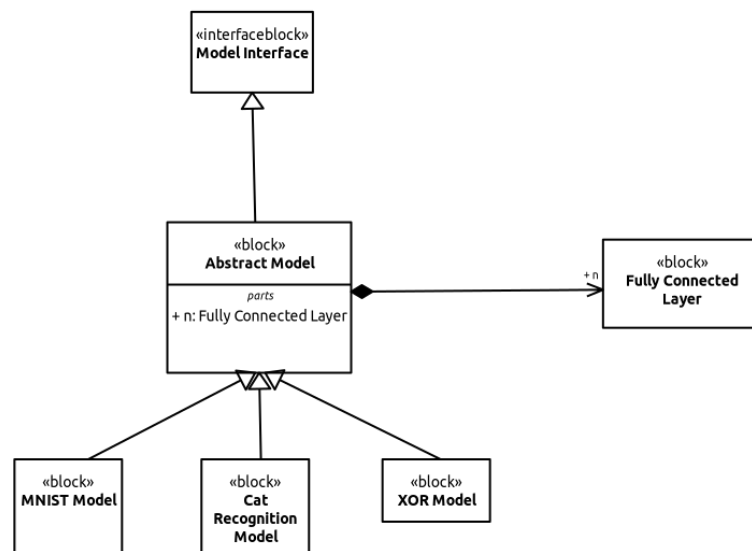 «interfaceblock»
Model Interface
«block»
Abstract Model
parts
+ n: Fully Connected Layer
+ n
«block»
Fully Connected
Layer
«block»
MNIST Model
«block»
Cat
Recognition
Model
«block»
XOR Model